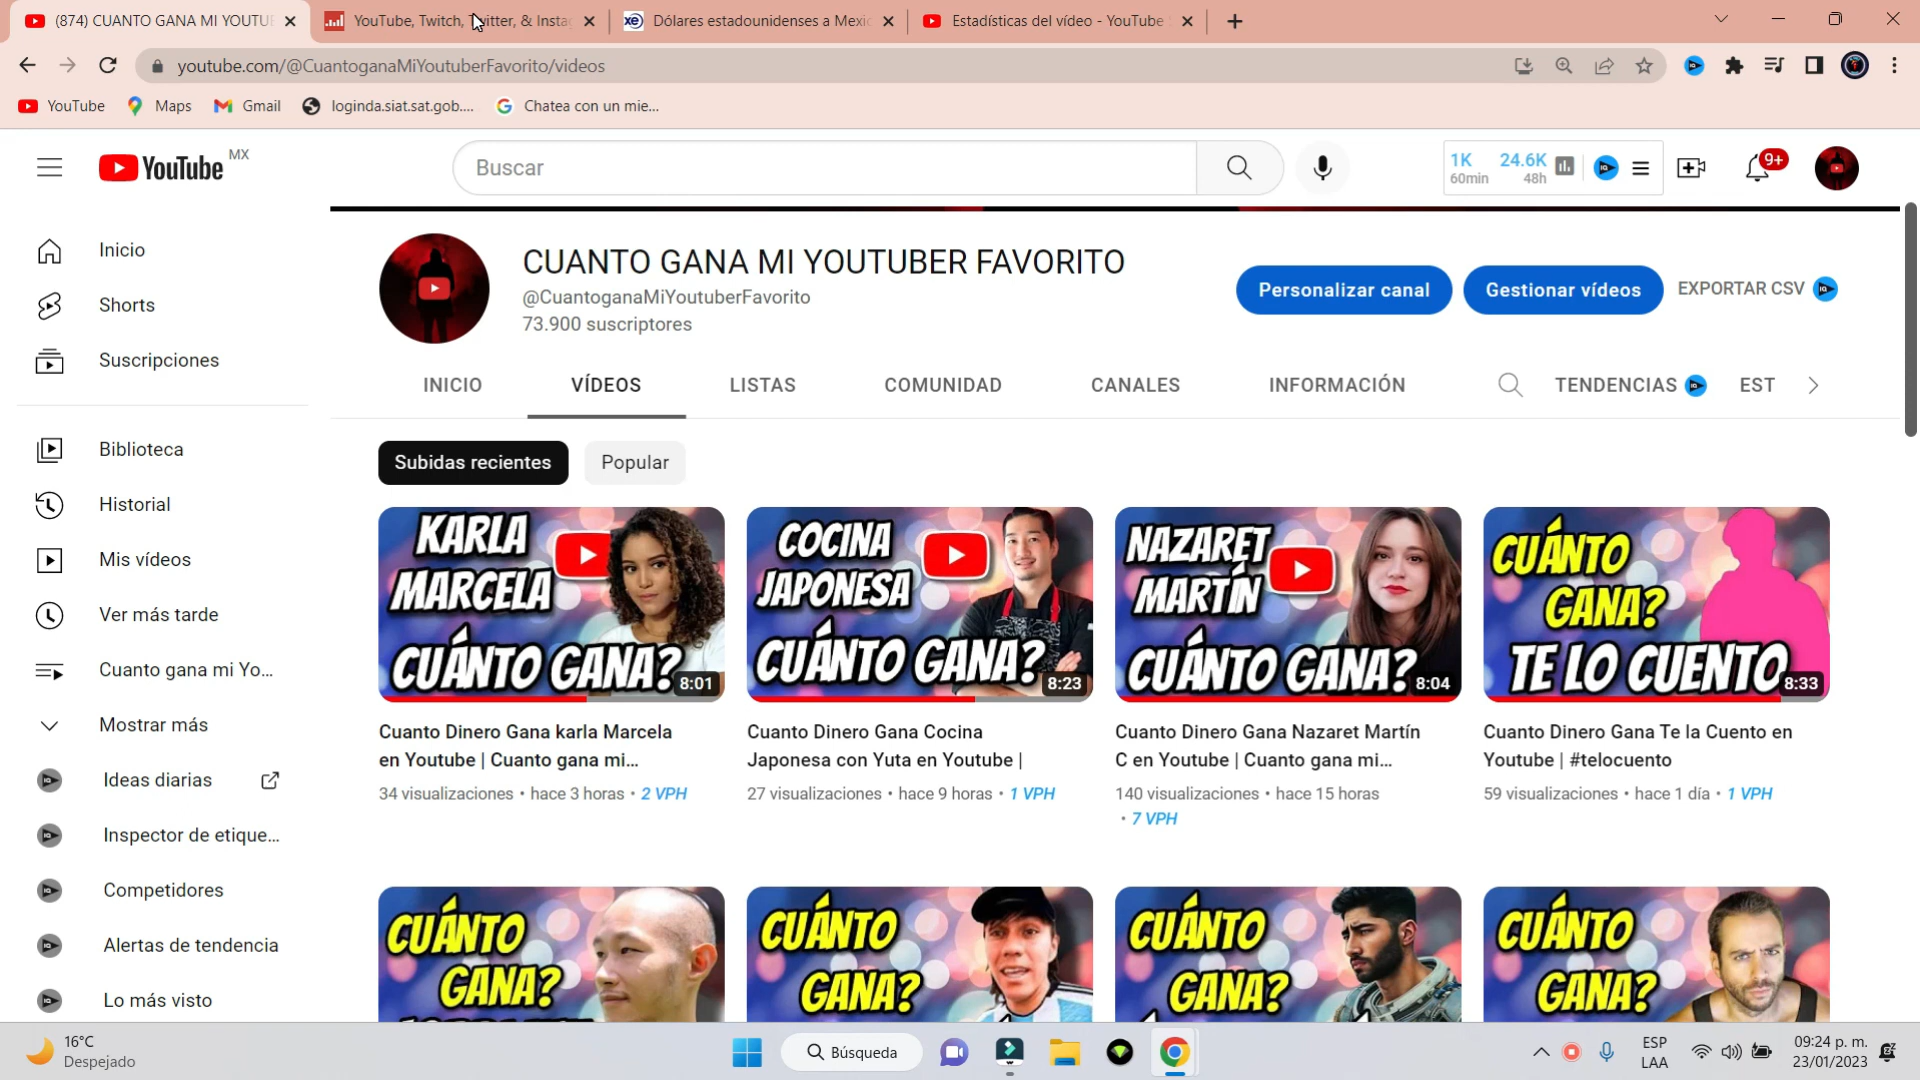 (874) CUANTO GANA MI YOUTUB
YouTube, Twitch, Twitter, & Insta
Dólares estadounidenses a Mexic
Estadísticas del vídeo - YouTube
youtube.com/@CuantoganaMiYoutuberFavorito/videos
YouTube
Maps
Gmail
loginda.siat.sat.gob....
Chatea con un mie...
YouTube MX
Buscar
1K 24.6K
60min 48h
9+
CUANTO GANA MI YOUTUBER FAVORITO
@CuantoganaMiYoutuberFavorito
73.900 suscriptores
Personalizar canal
Gestionar vídeos
EXPORTAR CSV
INICIO
VÍDEOS
LISTAS
COMUNIDAD
CANALES
INFORMACIÓN
TENDENCIAS
EST
Inicio
Shorts
Suscripciones
Biblioteca
Historial
Mis vídeos
Ver más tarde
Cuanto gana mi Yo...
Mostrar más
Ideas diarias
Inspector de etique...
Competidores
Alertas de tendencia
Lo más visto
Subidas recientes
Popular
KARLA
MARCELA
CUÁNTO GANA?
8:01
COCINA
JAPONESA
CUÁNTO GANA?
8:23
NAZARET
MARTÍN
CUÁNTO GANA?
8:04
CUÁNTO
GANA?
TE LO CUENTO
8:33
Cuanto Dinero Gana karla Marcela
en Youtube | Cuanto gana mi...
34 visualizaciones • hace 3 horas • 2 VPH
Cuanto Dinero Gana Cocina
Japonesa con Yuta en Youtube |
27 visualizaciones • hace 9 horas • 1 VPH
Cuanto Dinero Gana Nazaret Martín
C en Youtube | Cuanto gana mi...
140 visualizaciones • hace 15 horas
• 7 VPH
Cuanto Dinero Gana Te la Cuento en
Youtube | #telocuento
59 visualizaciones • hace 1 día • 1 VPH
CUÁNTO
GANA?
CUÁNTO
GANA?
CUÁNTO
GANA?
CUÁNTO
GANA?
16°C
Despejado
Búsqueda
ESP
LAA
09:24 p. m.
23/01/2023